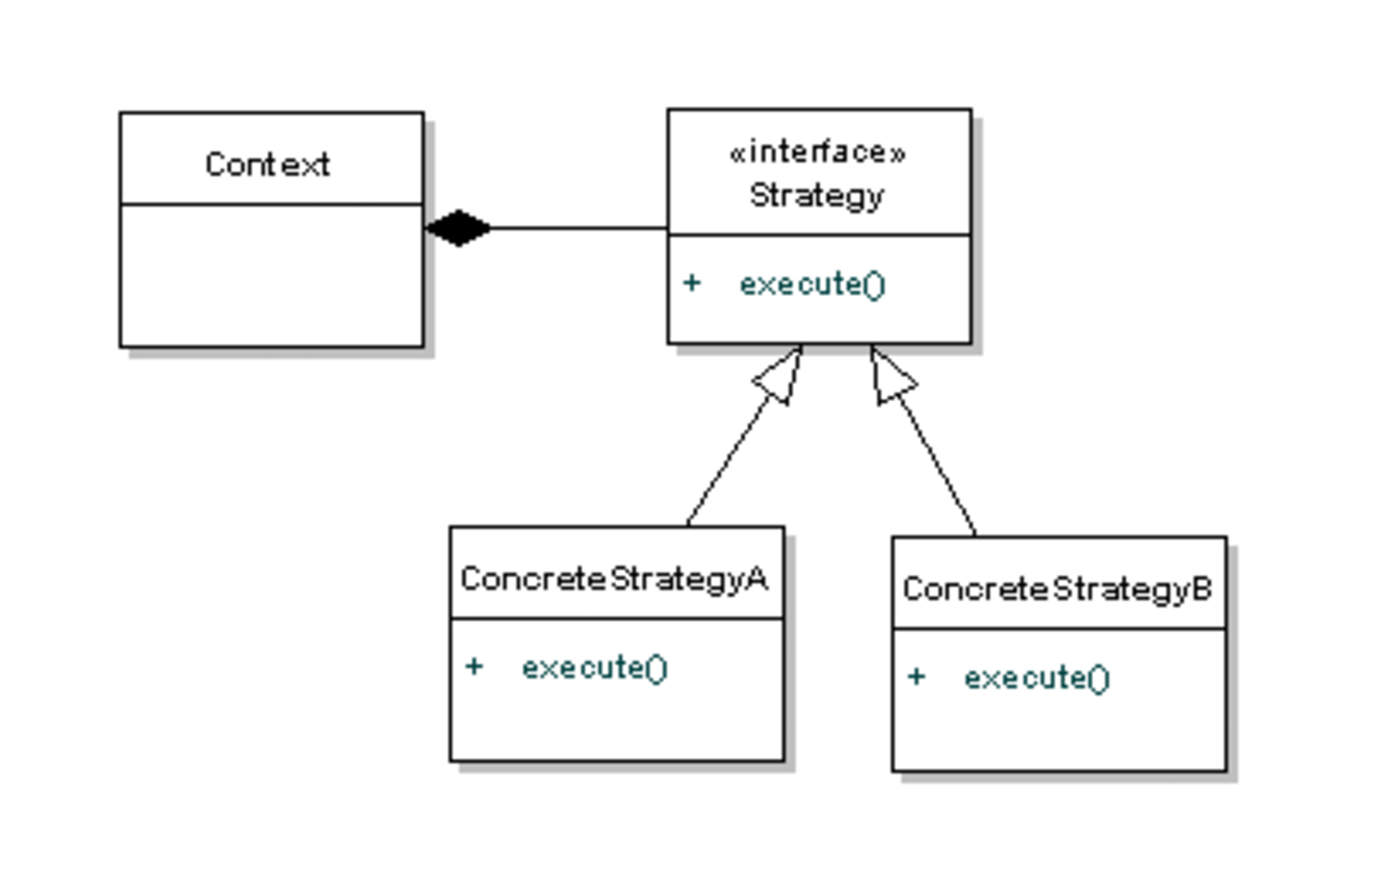 Context
«interface»
Strategy
+ execute()
ConcreteStrategyA
+ execute()
ConcreteStrategyB
+ execute()